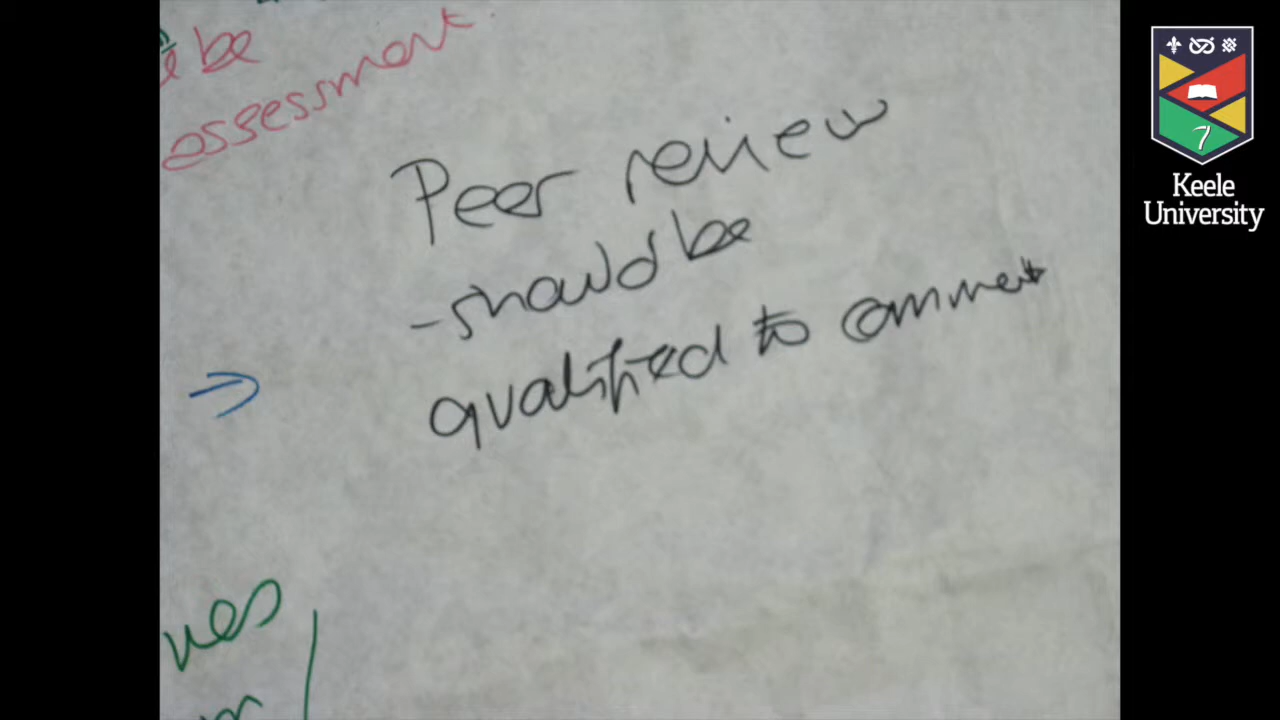 be
assessment
Peer review
- should be
qualified to comment
Keele
University